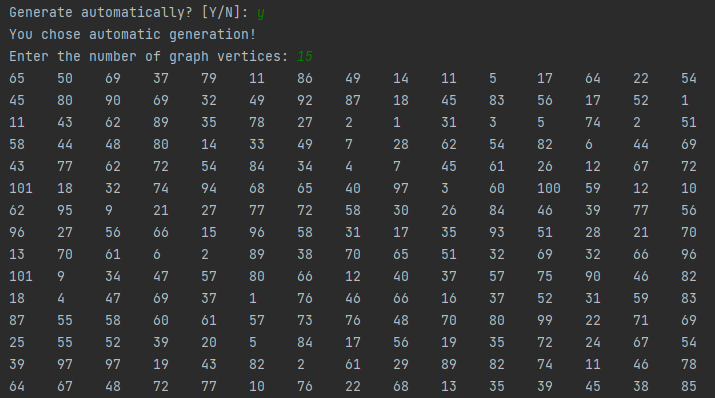 Generate automatically? [Y/N]: y
You chose automatic generation!
Enter the number of graph vertices: 15
65 50 69 37 79 11 86 49 14 11 5 17 64 22 54
45 80 90 69 32 49 92 87 18 45 83 56 17 52 1
11 43 62 89 35 78 27 2 1 31 3 5 74 2 51
58 44 48 80 14 33 49 7 28 62 54 82 6 44 69
43 77 62 72 54 84 34 4 7 45 61 26 12 67 72
101 18 32 74 94 68 65 40 97 3 60 100 59 12 10
62 95 9 21 27 77 72 58 30 26 84 46 39 77 56
96 27 56 66 15 96 58 31 17 35 93 51 28 21 70
13 70 61 6 2 89 38 70 65 51 32 69 32 66 96
101 9 34 47 57 80 66 12 40 37 57 75 90 46 82
18 4 47 69 37 1 76 46 66 16 37 52 31 59 83
87 55 58 60 61 57 73 76 48 70 80 99 22 71 69
25 55 52 39 20 5 84 17 56 19 35 72 24 67 54
39 97 97 19 43 82 2 61 29 89 82 74 11 46 78
64 67 48 72 77 10 76 22 68 13 35 39 45 38 85